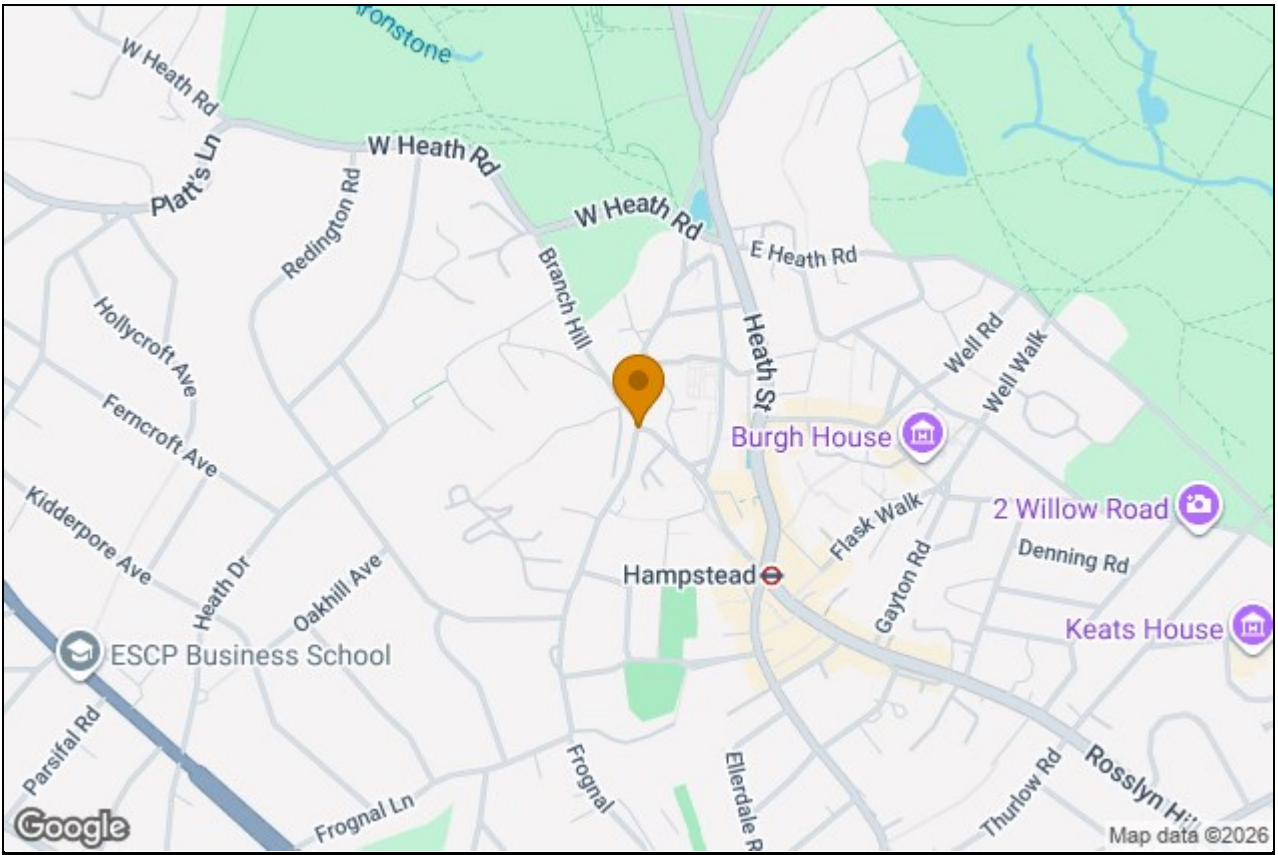 ronstone
W Heath Rd
W Heath Rd
Platt's Ln
Redington Rd
W Heath Rd
E Heath Rd
Branch Hill
Hollycroft Ave
Heath St
Well Rd
Well Walk
Ferncroft Ave
Burgh House
Kidderpore Ave
Flask Walk
2 Willow Road
Denning Rd
Heath Dr
Oakhill Ave
Hampstead
Gayton Rd
Keats House
ESCP Business School
Parsifal Rd
Frognal
Ellerdale R
Rosslyn Hil
Thurlow Rd
Frognal Ln
Google
Map data ©2026